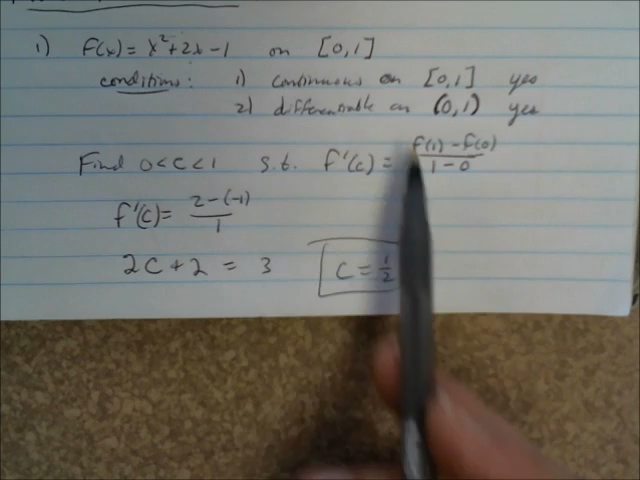 1) f(x) = x²+2x-1 on [0,1]
conditions: 1) continuous on [0,1] yes
2) differentiable on (0,1) yes
Find 0<c<1 s.t. f'(c) = f(1)-f(0) / 1-0
f'(c) = 2-(-1) / 1
2c+2 = 3 c = 1/2